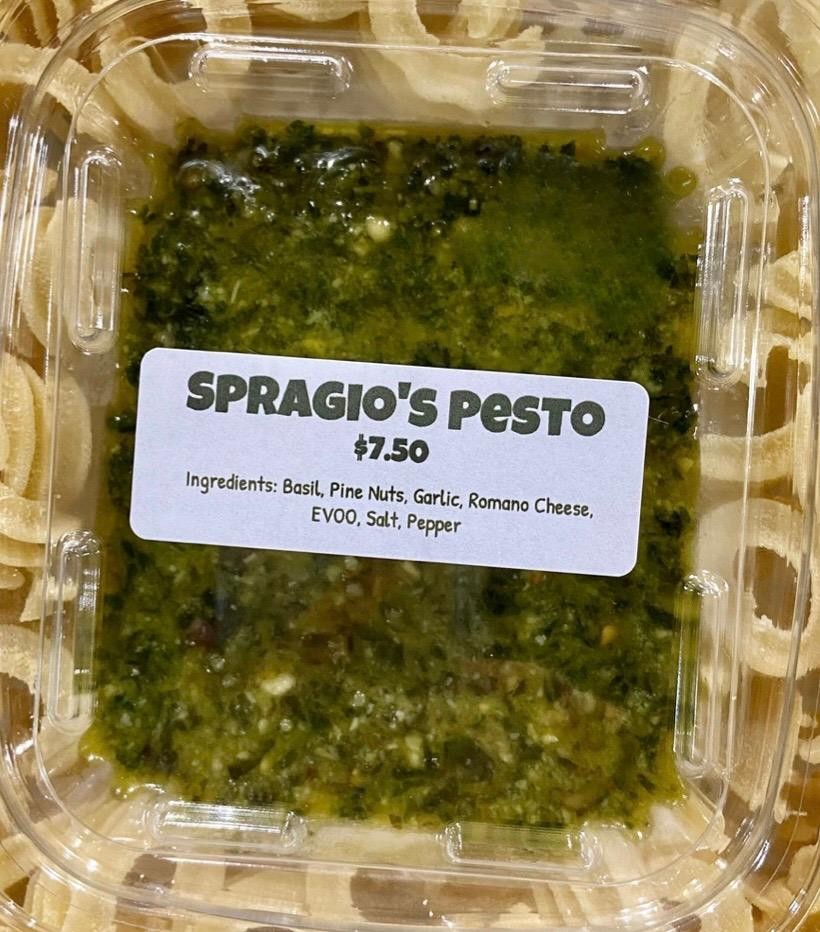 SPRAGIO'S PESTO
$7.50
Ingredients: Basil, Pine Nuts, Garlic, Romano Cheese,
EVOO, Salt, Pepper